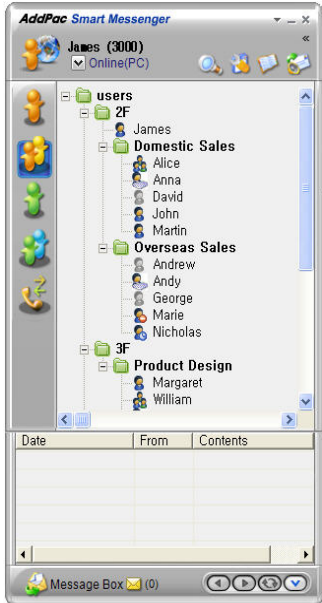 AddPac Smart Messenger
James (3000)
Online(PC)
users
2F
James
Domestic Sales
Alice
Anna
David
John
Martin
Overseas Sales
Andrew
Andy
George
Marie
Nicholas
3F
Product Design
Margaret
William
Date From Contents
Message Box (0)